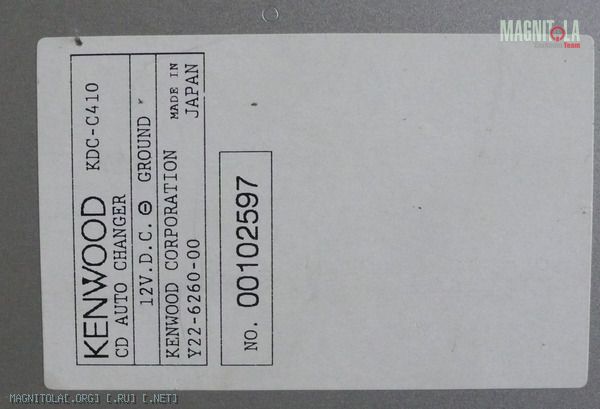 KENWOOD KDC-C410
CD AUTO CHANGER
12V.D.C. ⊖ GROUND
KENWOOD CORPORATION MADE IN
Y22-6260-00 JAPAN
NO. 00102597
MAGNITOLA
Team
MAGNITOLA[.ORG] [.RU] [.NET]